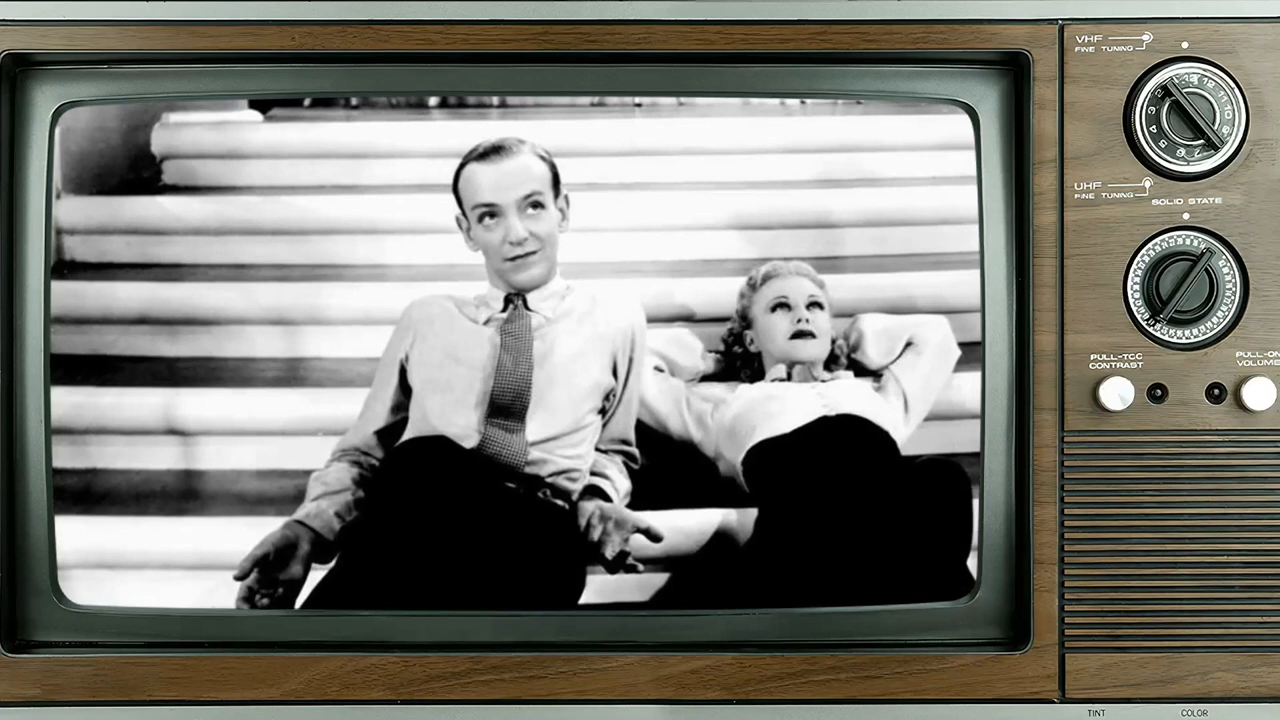 VHF
FINE TUNING
UHF
FINE TUNING
SOLID STATE
PULL-TCC
CONTRAST
PULL-ON
VOLUME
TINT
COLOR